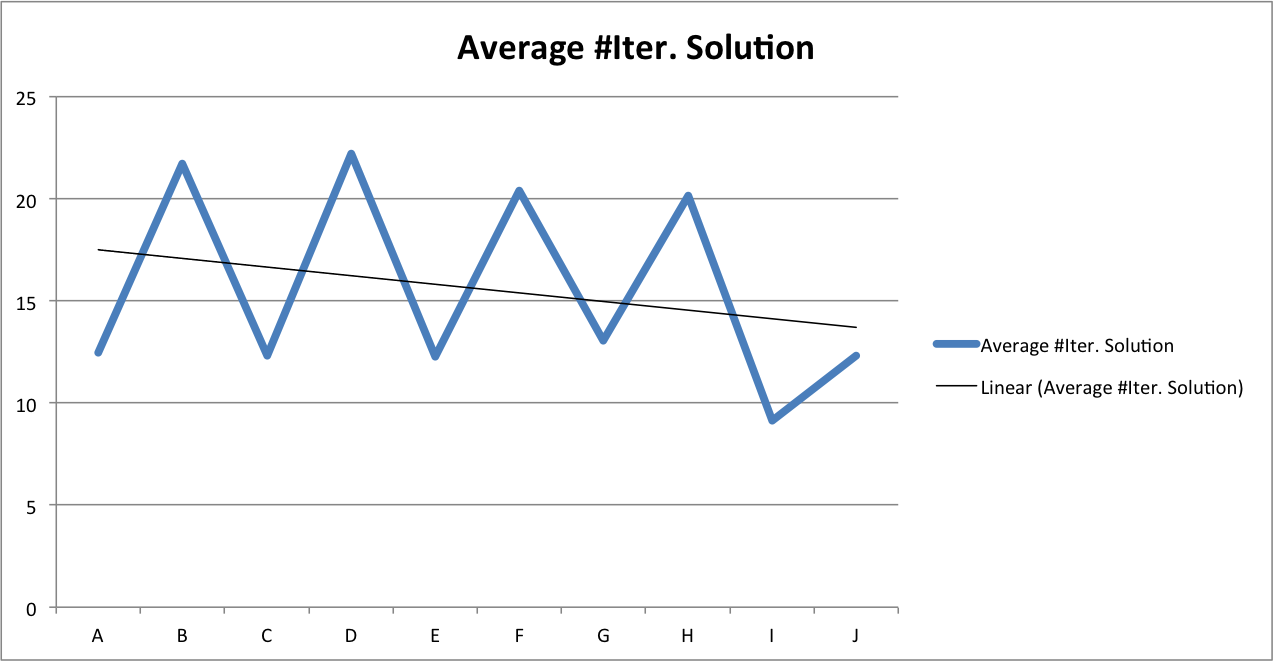 Average #Iter. Solution
25
20
15
10
5
0
A B C D E F G H I J
Average #Iter. Solution
Linear (Average #Iter. Solution)